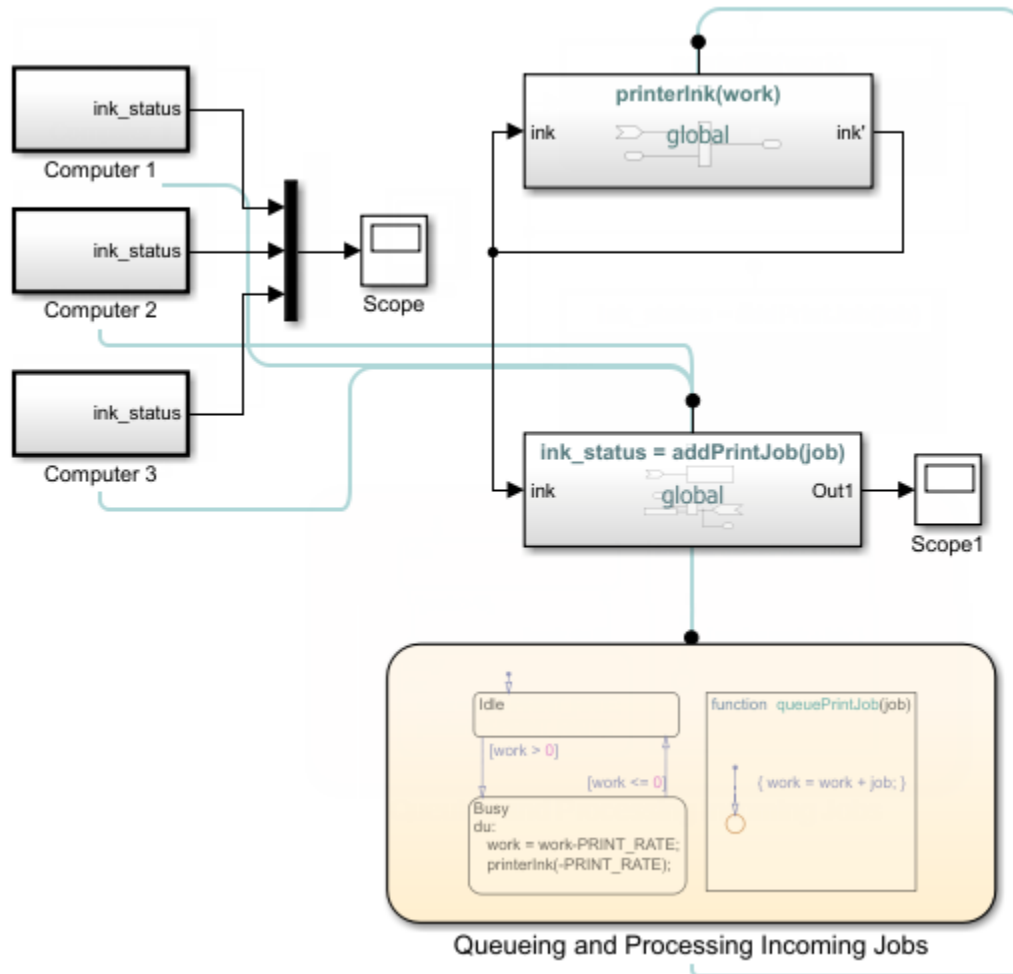 ink_status
Computer 1
ink_status
Computer 2
ink_status
Computer 3
Scope
printerInk(work)
ink
global
ink'
ink_status = addPrintJob(job)
ink
global
Out1
Scope1
Idle
[work > 0]
[work <= 0]
Busy
du:
work = work-PRINT_RATE;
printerInk(-PRINT_RATE);
function queuePrintJob(job)
{ work = work + job; }
Queueing and Processing Incoming Jobs